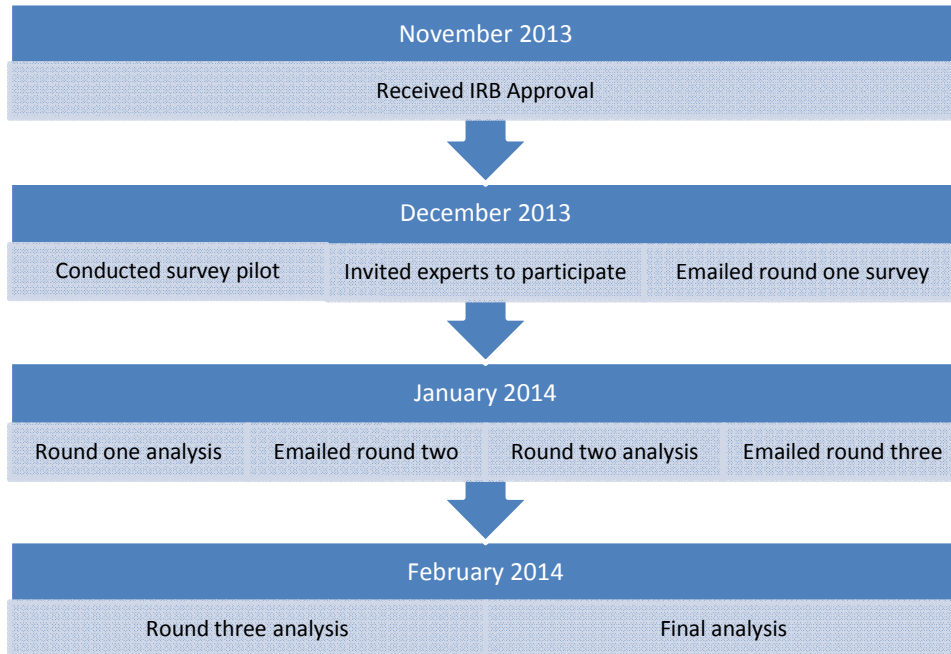 November 2013
Received IRB Approval
December 2013
Conducted survey pilot
Invited experts to participate
Emailed round one survey
January 2014
Round one analysis
Emailed round two
Round two analysis
Emailed round three
February 2014
Round three analysis
Final analysis